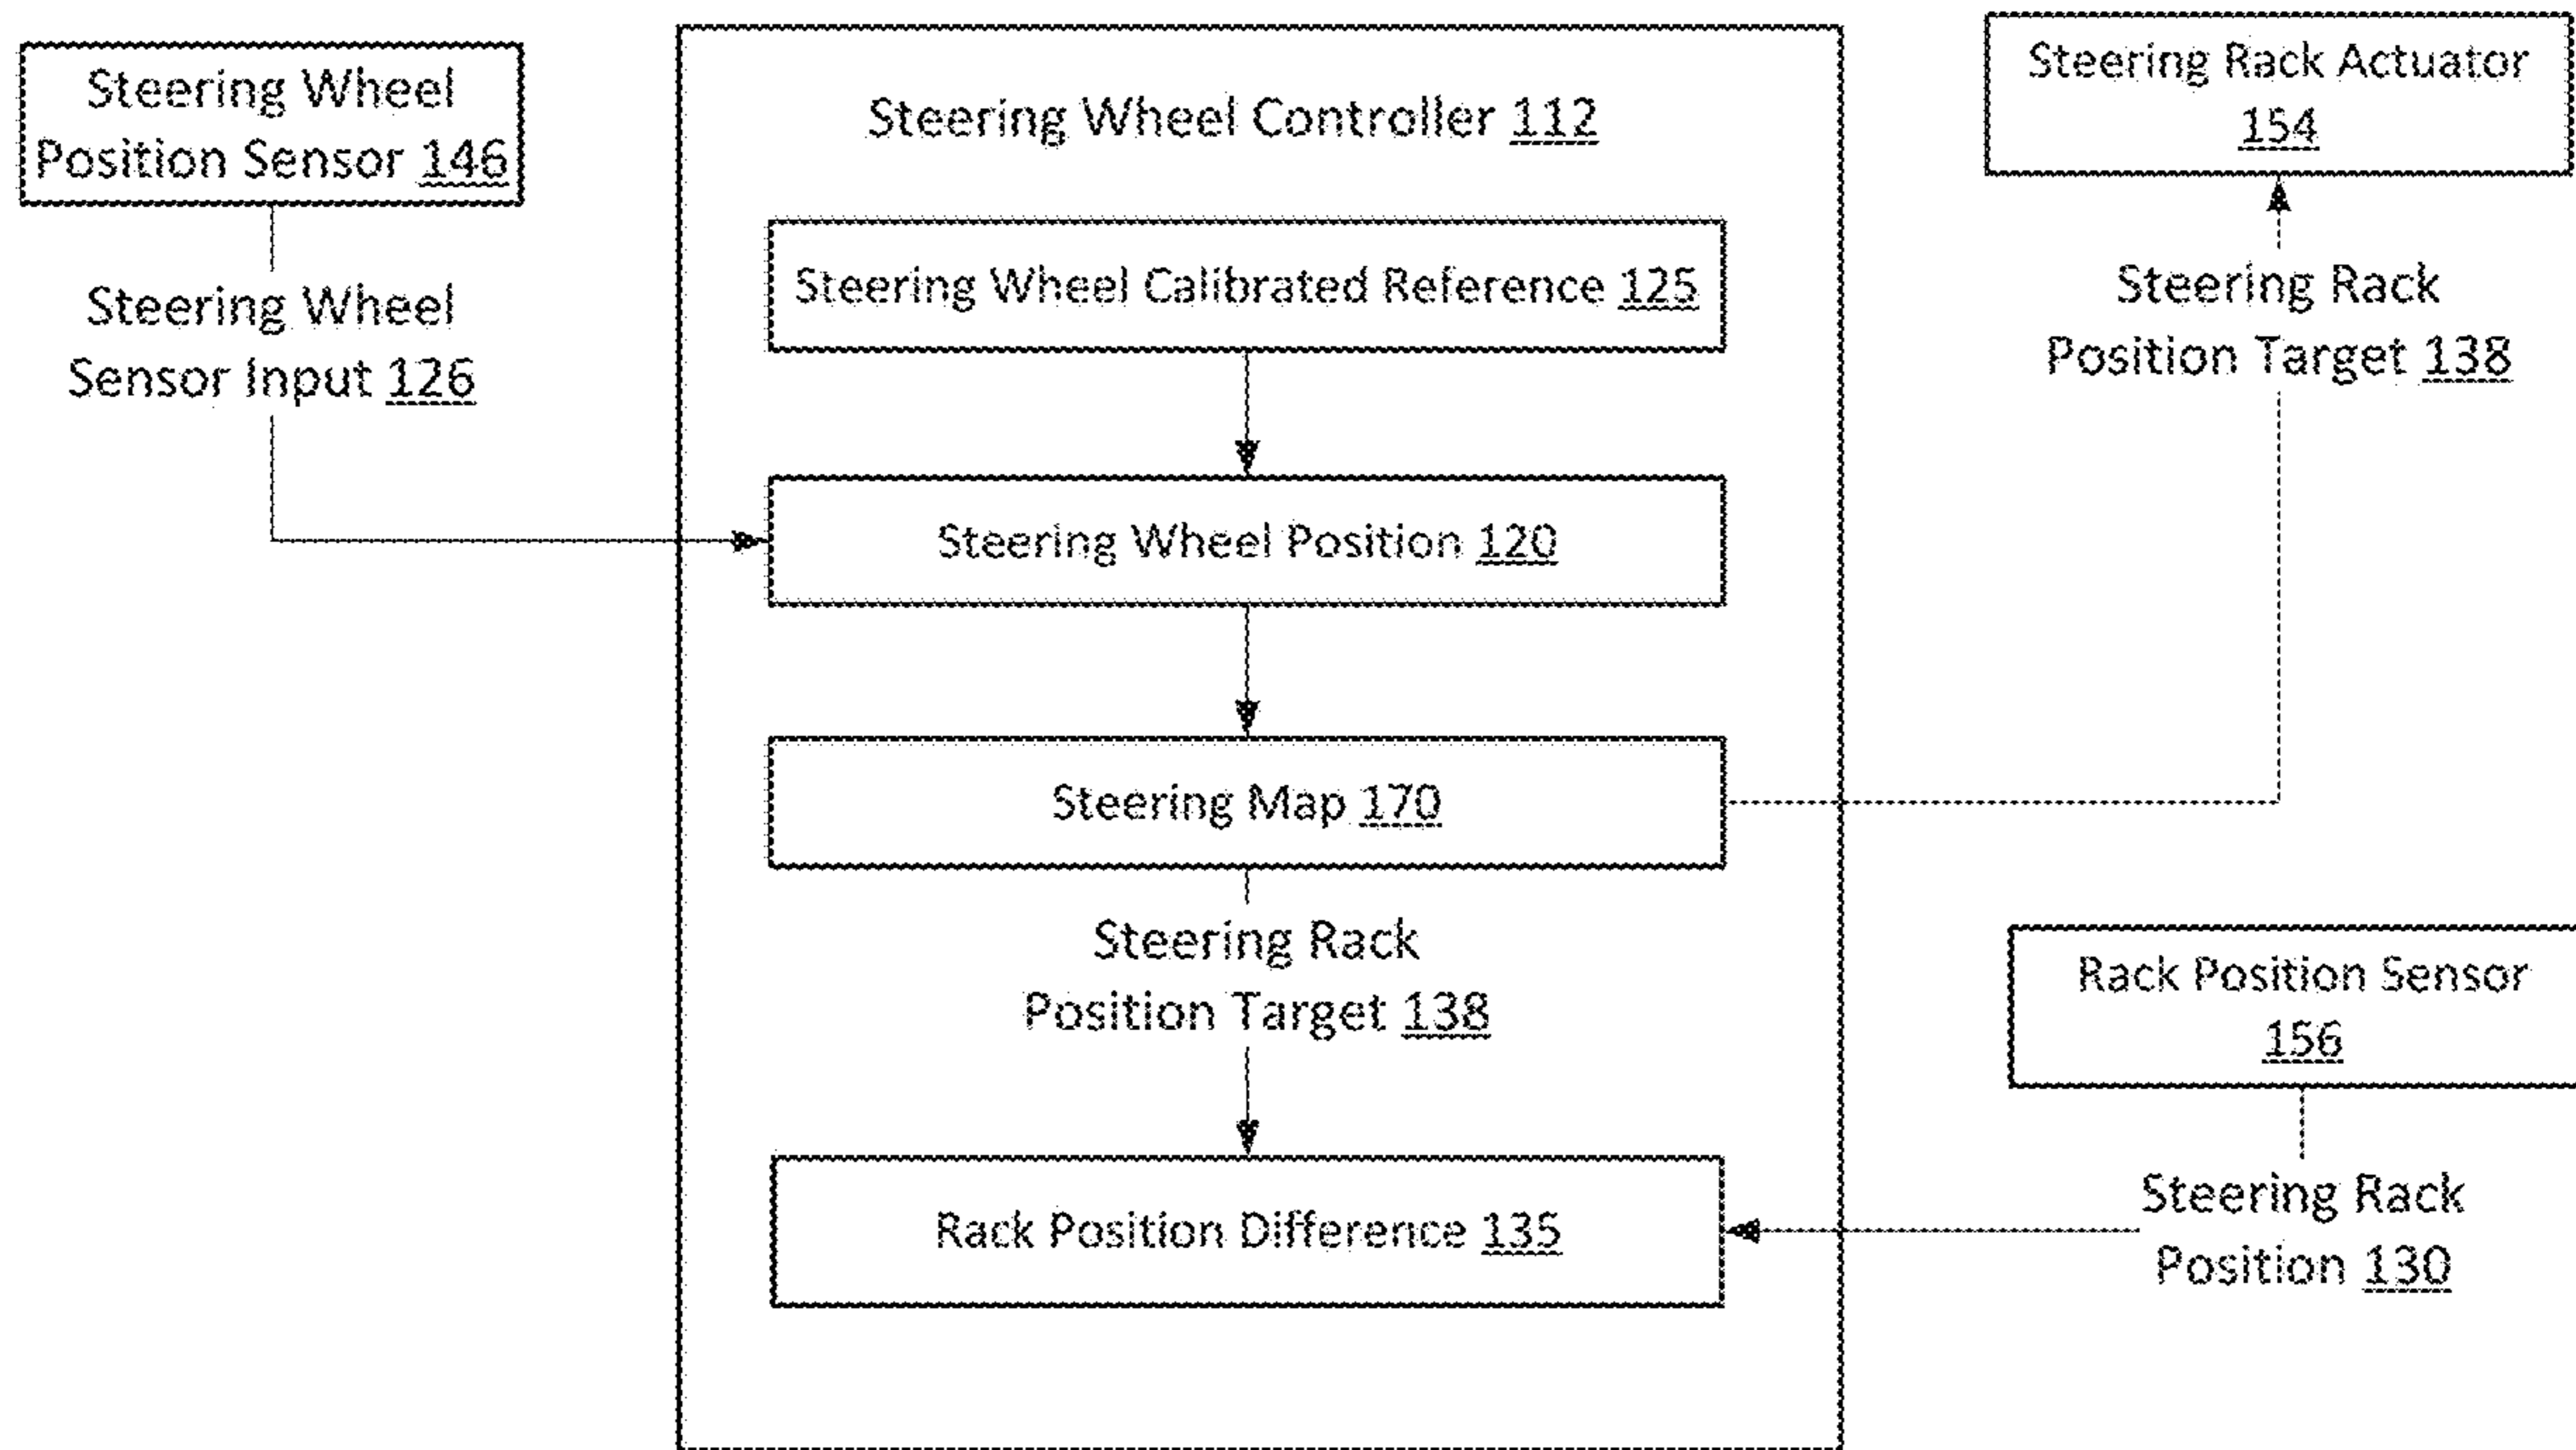 Steering Wheel
Position Sensor 146
Steering Wheel
Sensor Input 126
Steering Wheel Controller 112
Steering Wheel Calibrated Reference 125
Steering Wheel Position 120
Steering Map 170
Steering Rack
Position Target 138
Rack Position Difference 135
Steering Rack Actuator
154
Steering Rack
Position Target 138
Rack Position Sensor
156
Steering Rack
Position 130